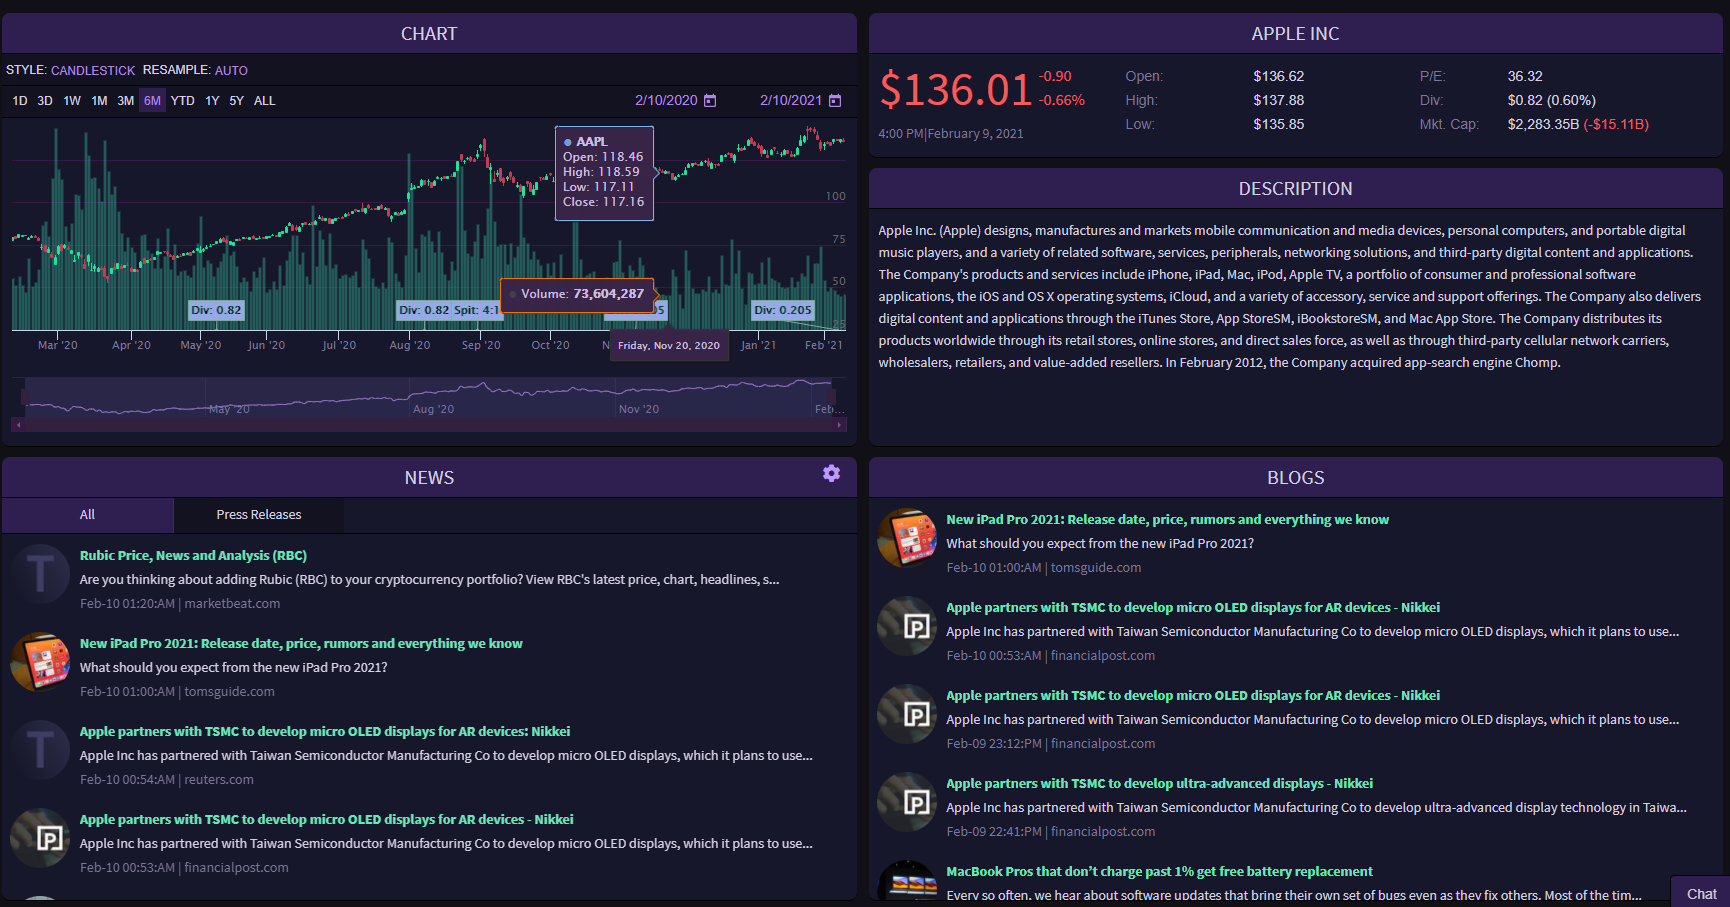 CHART
STYLE: CANDLESTICK RESAMPLE: AUTO
1D 3D 1W 1M 3M 6M YTD 1Y 5Y ALL 2/10/2020 2/10/2021
AAPL
Open: 118.46
High: 118.59
Low: 117.11
Close: 117.16
100
75
50
25
Volume: 73,604,287
Div: 0.82 Div: 0.82 Spit: 4:1 05 Div: 0.205
Mar '20 Apr '20 May '20 Jun '20 Jul '20 Aug '20 Sep '20 Oct '20 N Friday, Nov 20, 2020 Jan '21 Feb '21
May '20 Aug '20 Nov '20 Feb...
APPLE INC
$136.01 -0.90
-0.66%
4:00 PM|February 9, 2021
Open: $136.62 P/E: 36.32
High: $137.88 Div: $0.82 (0.60%)
Low: $135.85 Mkt. Cap: $2,283.35B (-$15.11B)
DESCRIPTION
Apple Inc. (Apple) designs, manufactures and markets mobile communication and media devices, personal computers, and portable digital
music players, and a variety of related software, services, peripherals, networking solutions, and third-party digital content and applications.
The Company's products and services include iPhone, iPad, Mac, iPod, Apple TV, a portfolio of consumer and professional software
applications, the iOS and OS X operating systems, iCloud, and a variety of accessory, service and support offerings. The Company also delivers
digital content and applications through the iTunes Store, App StoreSM, iBookstoreSM, and Mac App Store. The Company distributes its
products worldwide through its retail stores, online stores, and direct sales force, as well as through third-party cellular network carriers,
wholesalers, retailers, and value-added resellers. In February 2012, the Company acquired app-search engine Chomp.
NEWS
All Press Releases
T
Rubic Price, News and Analysis (RBC)
Are you thinking about adding Rubic (RBC) to your cryptocurrency portfolio? View RBC's latest price, chart, headlines, s...
Feb-10 01:20:AM | marketbeat.com
New iPad Pro 2021: Release date, price, rumors and everything we know
What should you expect from the new iPad Pro 2021?
Feb-10 01:00:AM | tomsguide.com
T
Apple partners with TSMC to develop micro OLED displays for AR devices: Nikkei
Apple Inc has partnered with Taiwan Semiconductor Manufacturing Co to develop micro OLED displays, which it plans to use...
Feb-10 00:54:AM | reuters.com
P
Apple partners with TSMC to develop micro OLED displays for AR devices - Nikkei
Apple Inc has partnered with Taiwan Semiconductor Manufacturing Co to develop micro OLED displays, which it plans to use...
Feb-10 00:53:AM | financialpost.com
BLOGS
New iPad Pro 2021: Release date, price, rumors and everything we know
What should you expect from the new iPad Pro 2021?
Feb-10 01:00:AM | tomsguide.com
P
Apple partners with TSMC to develop micro OLED displays for AR devices - Nikkei
Apple Inc has partnered with Taiwan Semiconductor Manufacturing Co to develop micro OLED displays, which it plans to use...
Feb-10 00:53:AM | financialpost.com
P
Apple partners with TSMC to develop micro OLED displays for AR devices - Nikkei
Apple Inc has partnered with Taiwan Semiconductor Manufacturing Co to develop micro OLED displays, which it plans to use...
Feb-09 23:12:PM | financialpost.com
P
Apple partners with TSMC to develop ultra-advanced displays - Nikkei
Apple Inc has partnered with Taiwan Semiconductor Manufacturing Co to develop ultra-advanced display technology in Taiwa...
Feb-09 22:41:PM | financialpost.com
MacBook Pros that don’t charge past 1% get free battery replacement
Every so often, we hear about software updates that bring their own set of bugs even as they fix others. Most of the tim...
Chat